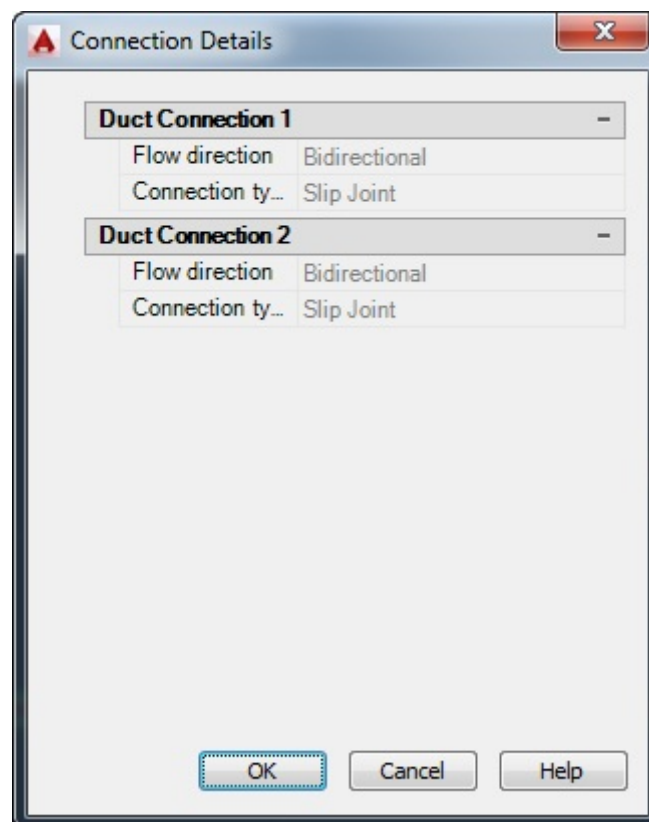 Connection Details
Duct Connection 1
Flow direction Bidirectional
Connection ty... Slip Joint
Duct Connection 2
Flow direction Bidirectional
Connection ty... Slip Joint
OK Cancel Help